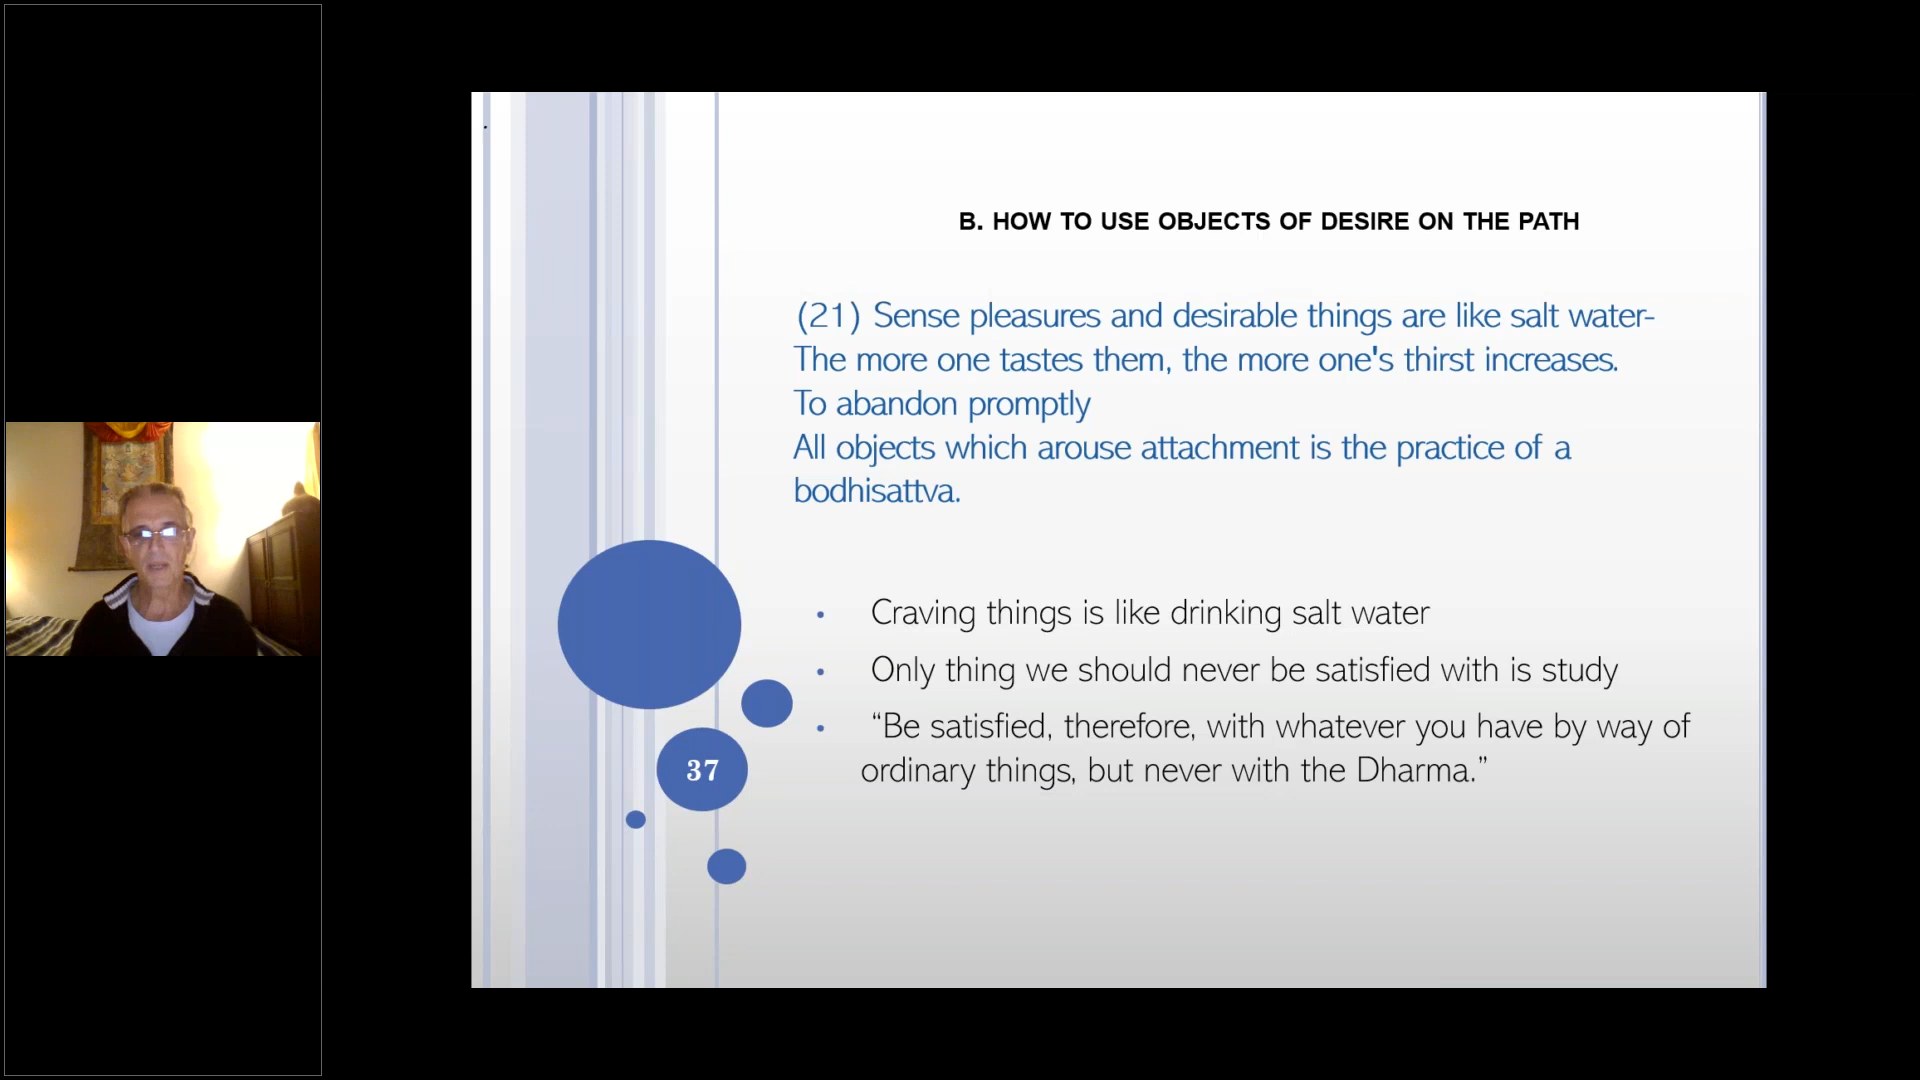 B. HOW TO USE OBJECTS OF DESIRE ON THE PATH
(21) Sense pleasures and desirable things are like salt water-
The more one tastes them, the more one's thirst increases.
To abandon promptly
All objects which arouse attachment is the practice of a
bodhisattva.
• Craving things is like drinking salt water
• Only thing we should never be satisfied with is study
• “Be satisfied, therefore, with whatever you have by way of
ordinary things, but never with the Dharma.”
37